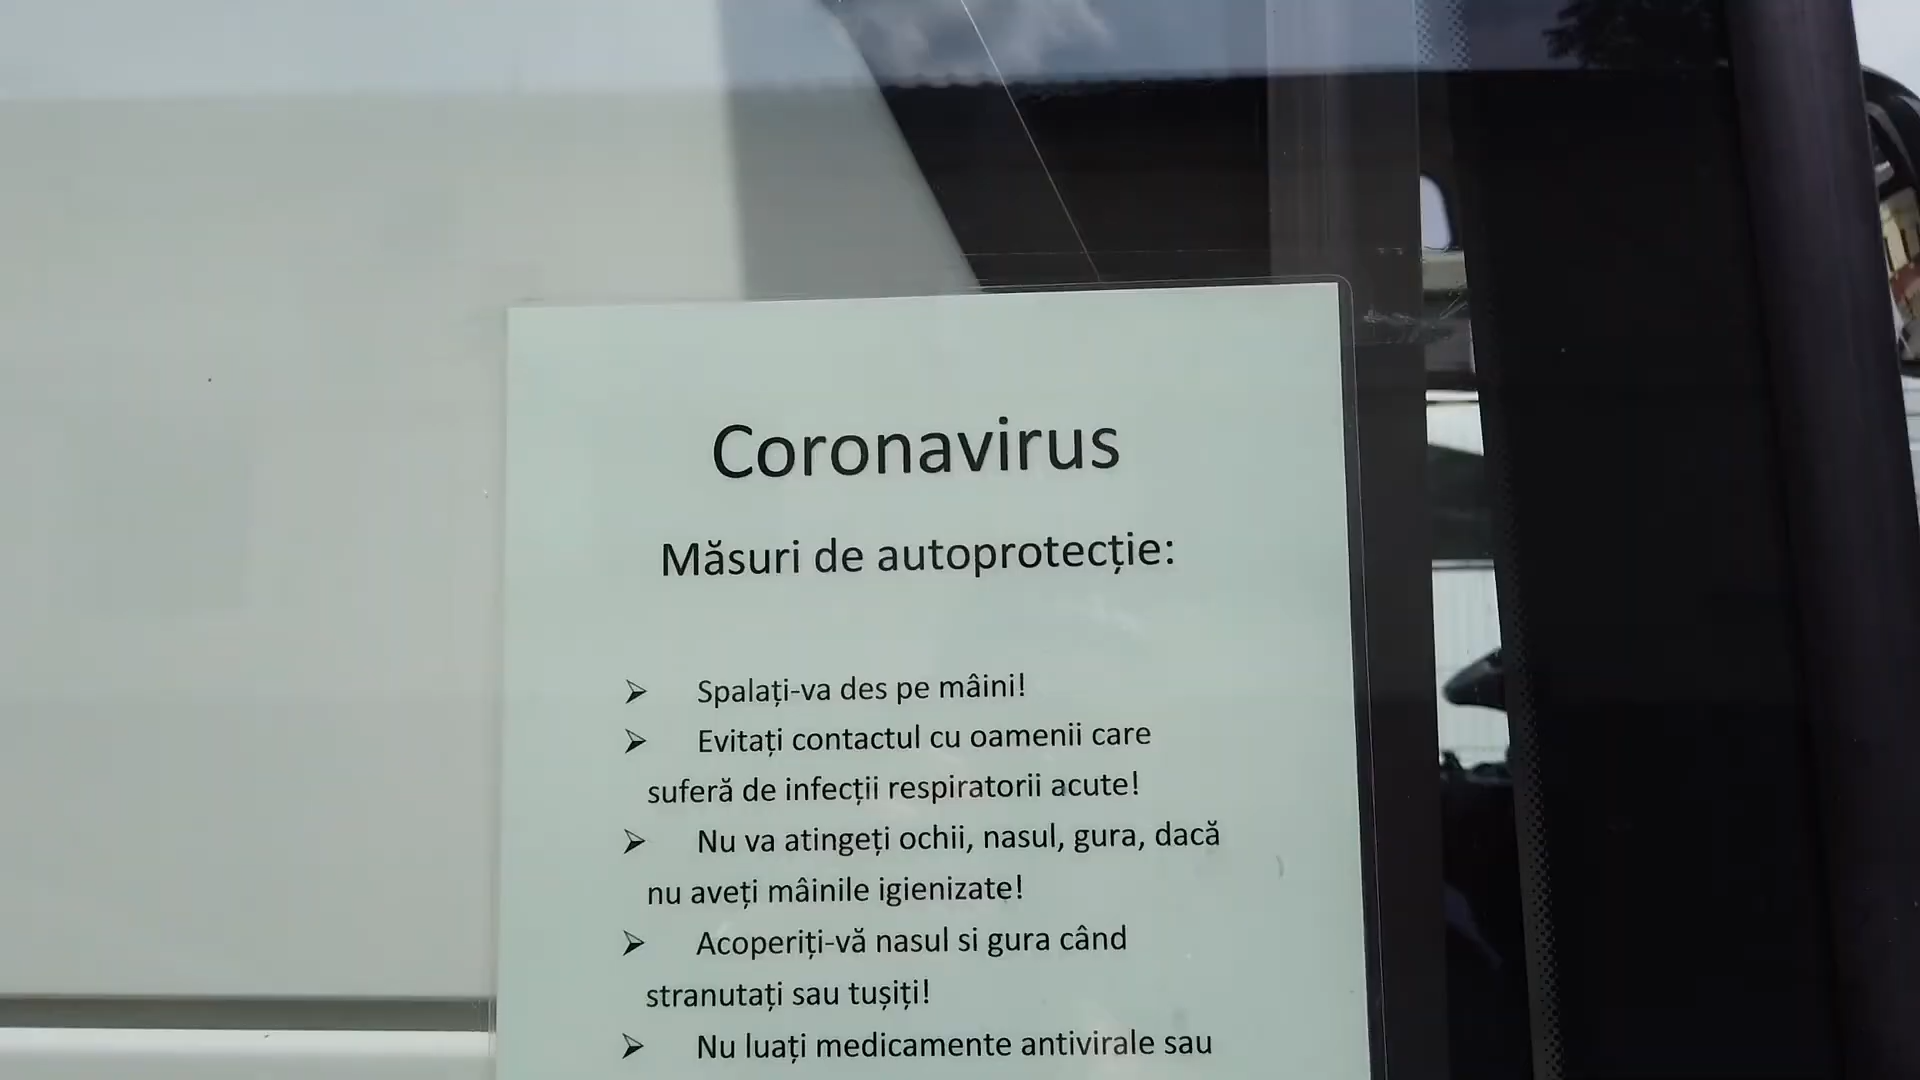 Coronavirus
Măsuri de autoprotecție:
➢ Spalați-va des pe mâini!
➢ Evitați contactul cu oamenii care
suferă de infecții respiratorii acute!
➢ Nu va atingeți ochii, nasul, gura, dacă
nu aveți mâinile igienizate!
➢ Acoperiți-vă nasul si gura când
stranutați sau tușiți!
➢ Nu luați medicamente antivirale sau